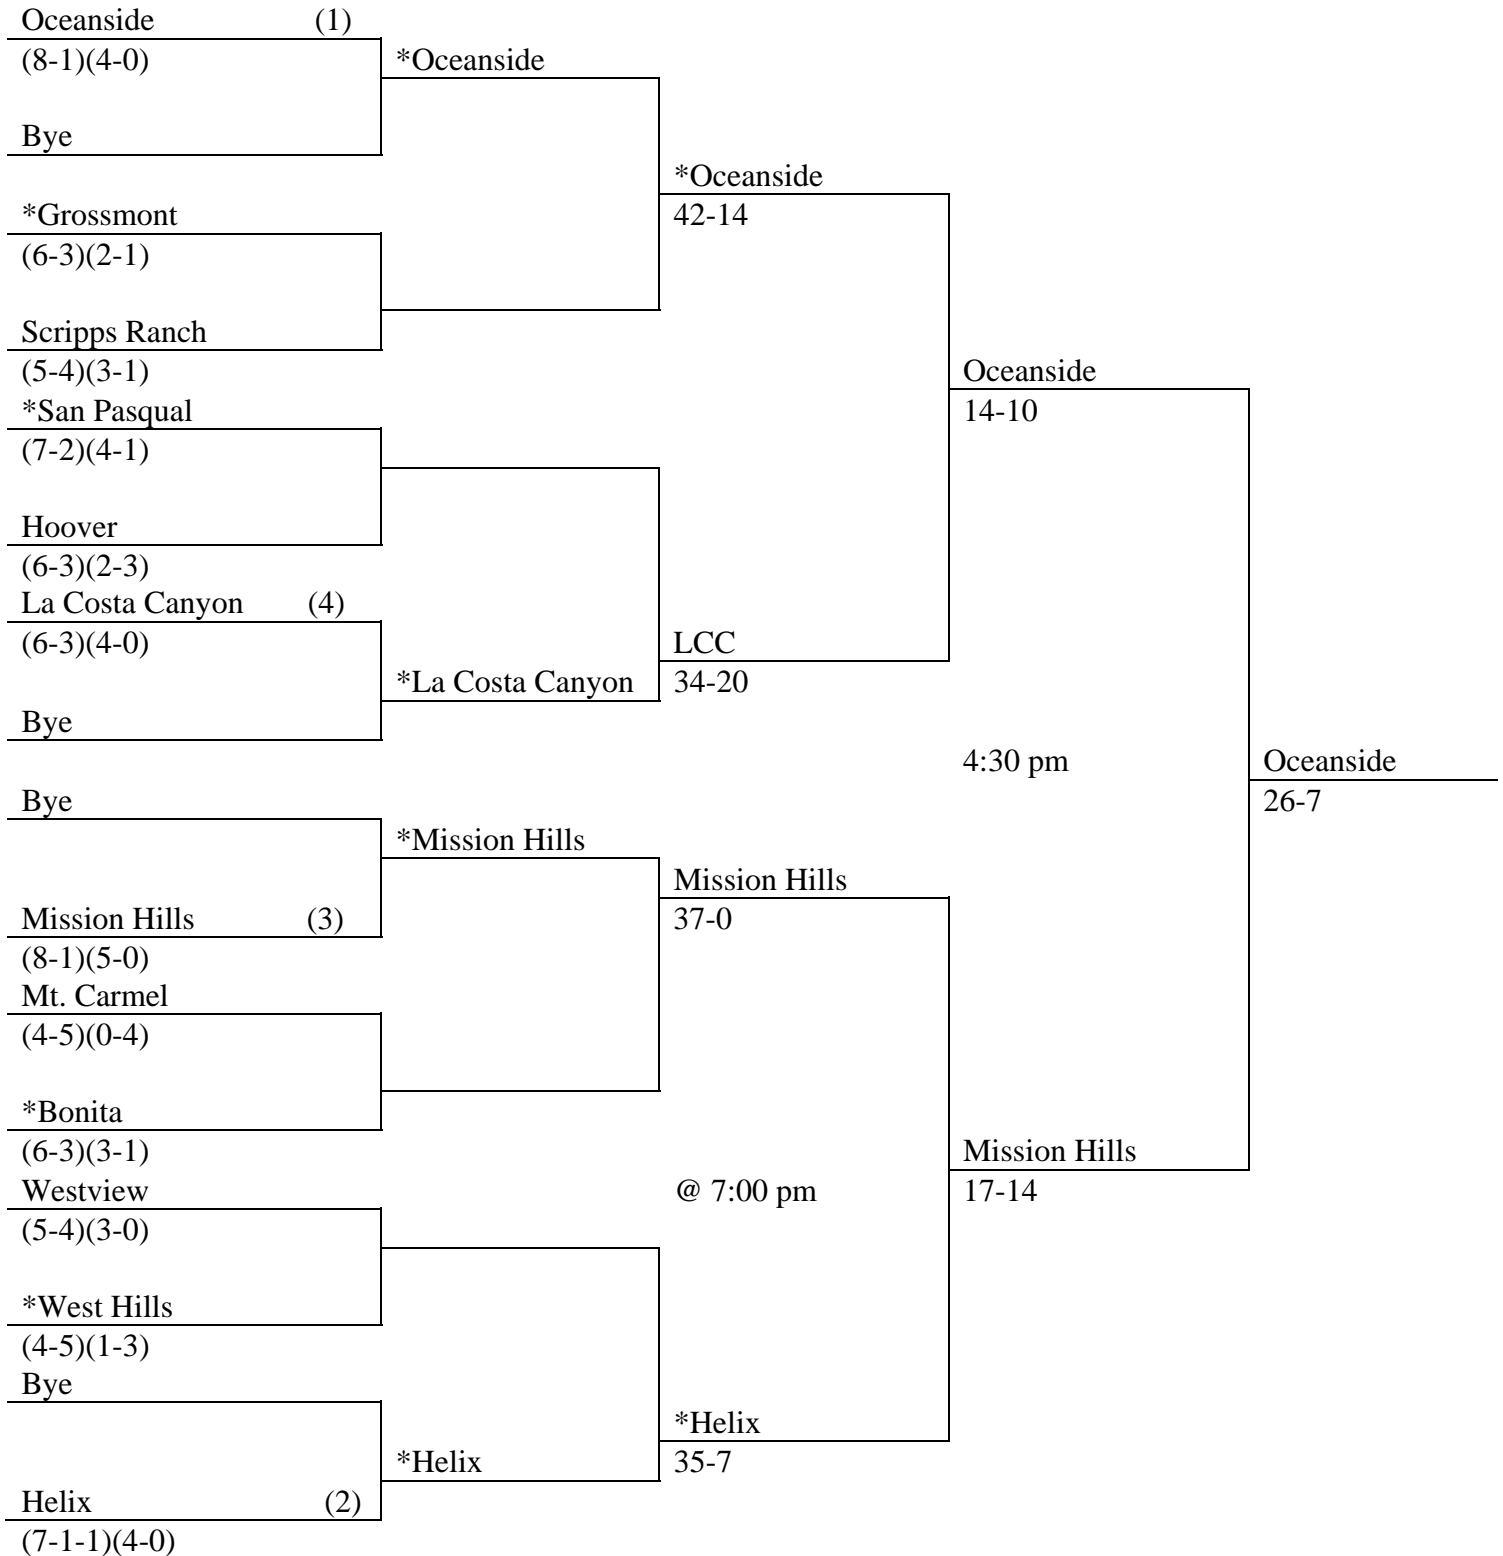 Oceanside (1)
(8-1)(4-0)
*Oceanside
Bye
*Oceanside
*Grossmont
42-14
(6-3)(2-1)
Scripps Ranch
(5-4)(3-1)
Oceanside
*San Pasqual
14-10
(7-2)(4-1)
Hoover
(6-3)(2-3)
La Costa Canyon (4)
(6-3)(4-0)
LCC
*La Costa Canyon
34-20
Bye
4:30 pm
Oceanside
Bye
26-7
*Mission Hills
Mission Hills
Mission Hills (3)
37-0
(8-1)(5-0)
Mt. Carmel
(4-5)(0-4)
*Bonita
(6-3)(3-1)
Mission Hills
Westview
@ 7:00 pm
17-14
(5-4)(3-0)
*West Hills
(4-5)(1-3)
Bye
*Helix
*Helix
35-7
Helix (2)
(7-1-1)(4-0)